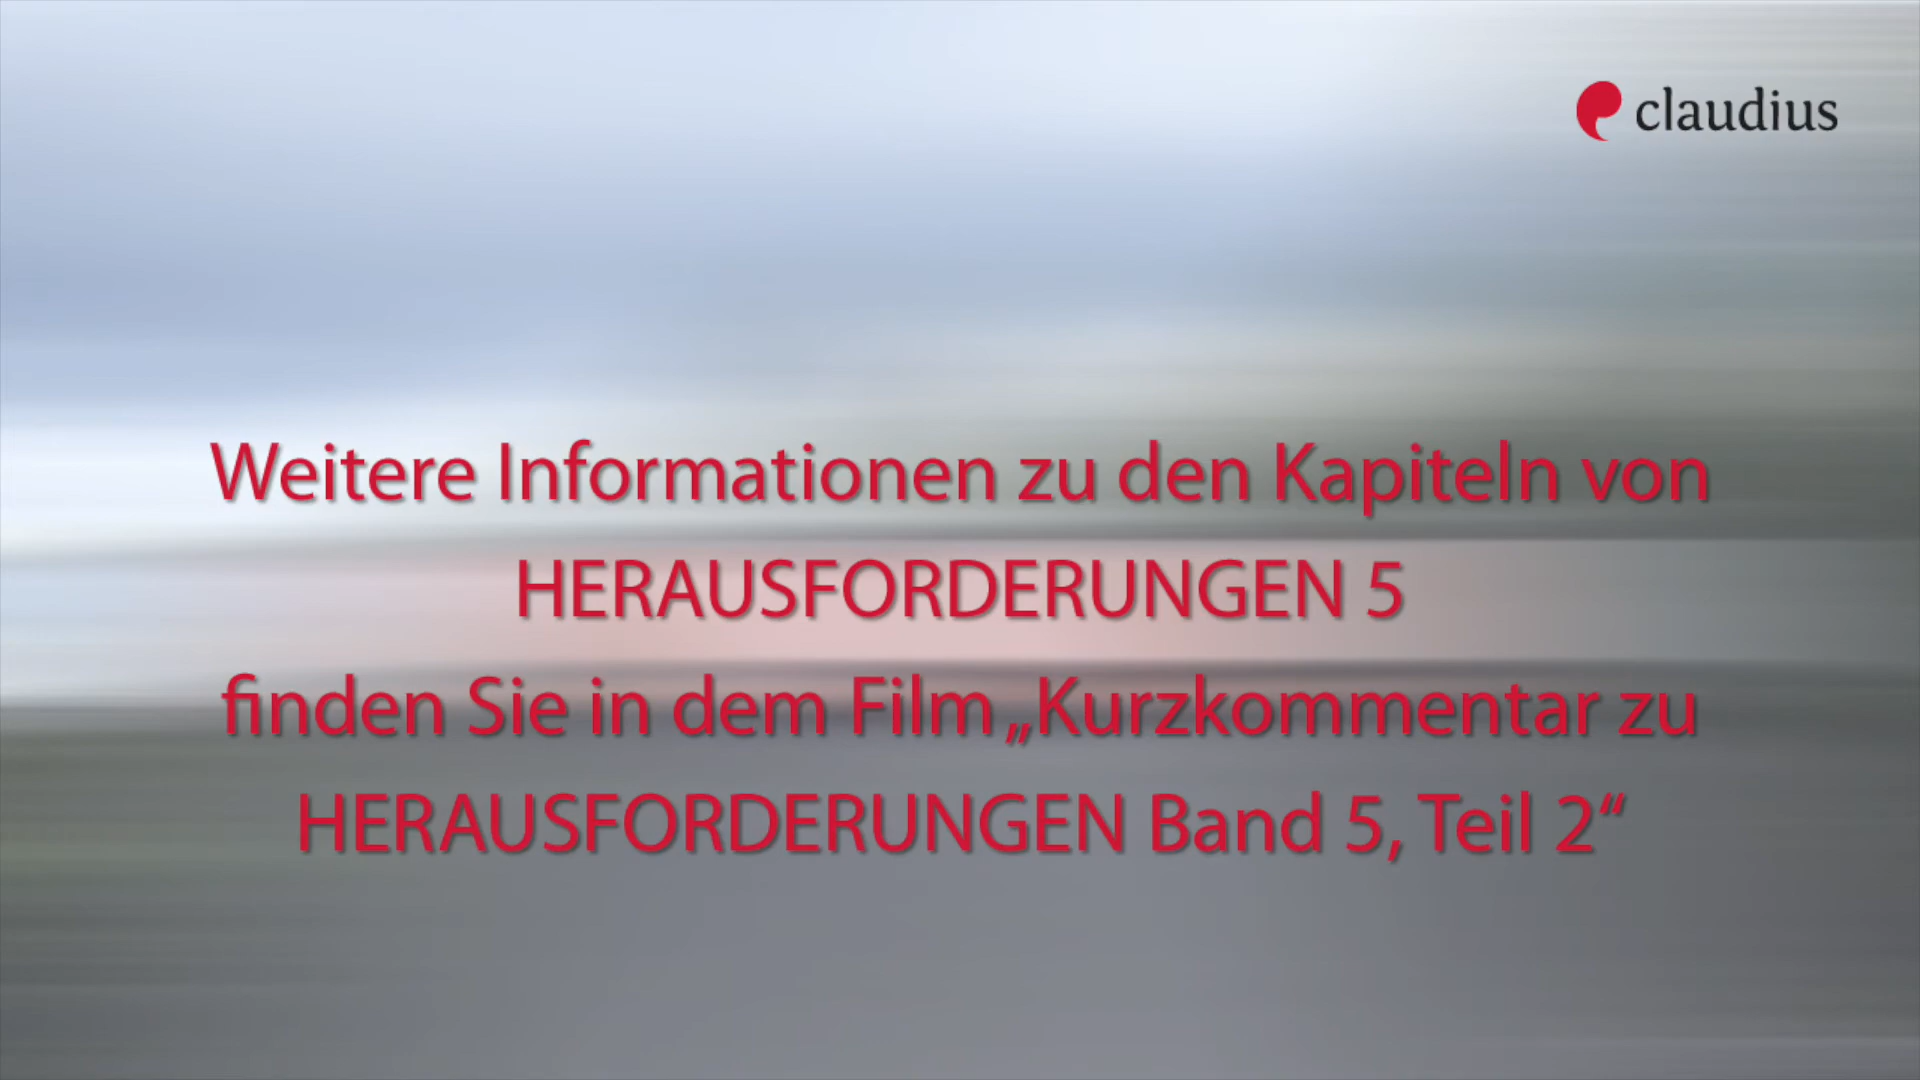 claudius
Weitere Informationen zu den Kapiteln von
HERAUSFORDERUNGEN 5
finden Sie in dem Film „Kurzkommentar zu
HERAUSFORDERUNGEN Band 5, Teil 2“